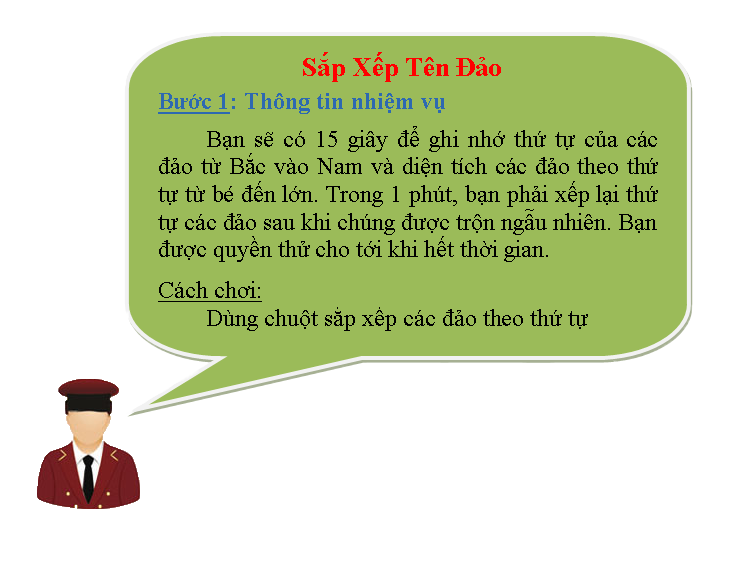 Sắp Xếp Tên Đảo
Bước 1: Thông tin nhiệm vụ
Bạn sẽ có 15 giây để ghi nhớ thứ tự của các
đảo từ Bắc vào Nam và diện tích các đảo theo thứ
tự từ bé đến lớn. Trong 1 phút, bạn phải xếp lại thứ
tự các đảo sau khi chúng được trộn ngẫu nhiên. Bạn
được quyền thử cho tới khi hết thời gian.
Cách chơi:
Dùng chuột sắp xếp các đảo theo thứ tự